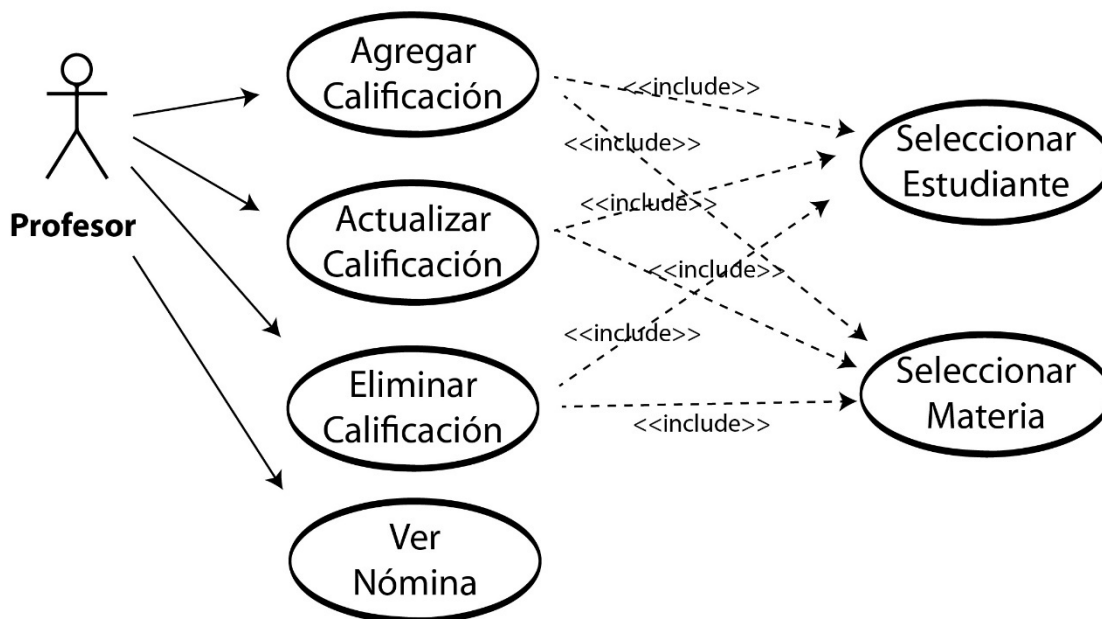 Profesor
Agregar
Calificación
Actualizar
Calificación
Eliminar
Calificación
Ver
Nómina
<<include>>
<<include>>
<<include>>
<<include>>
<<include>>
<<include>>
Seleccionar
Estudiante
Seleccionar
Materia